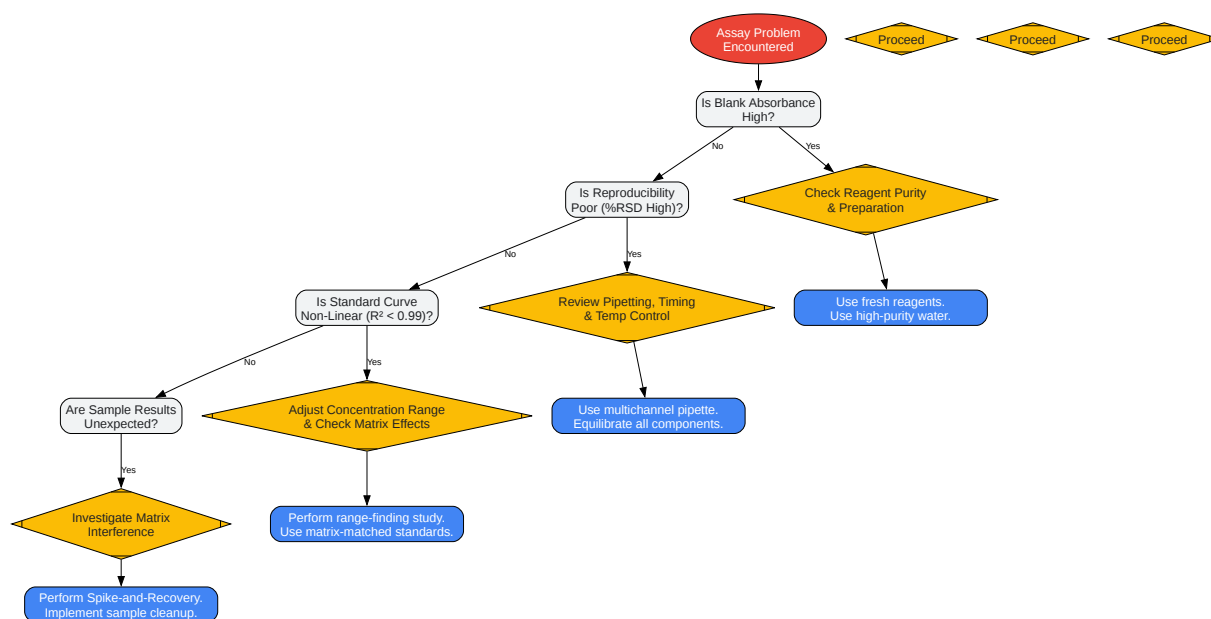 Assay Problem
Encountered
Proceed
Proceed
Proceed
Is Blank Absorbance
High?
No
Yes
Is Reproducibility
Poor (%RSD High)?
Check Reagent Purity
& Preparation
No
Yes
Is Standard Curve
Non-Linear (R² < 0.99)?
Review Pipetting, Timing
& Temp Control
Use fresh reagents.
Use high-purity water.
No
Yes
Are Sample Results
Unexpected?
Adjust Concentration Range
& Check Matrix Effects
Use multichannel pipette.
Equilibrate all components.
Yes
Investigate Matrix
Interference
Perform range-finding study.
Use matrix-matched standards.
Perform Spike-and-Recovery.
Implement sample cleanup.